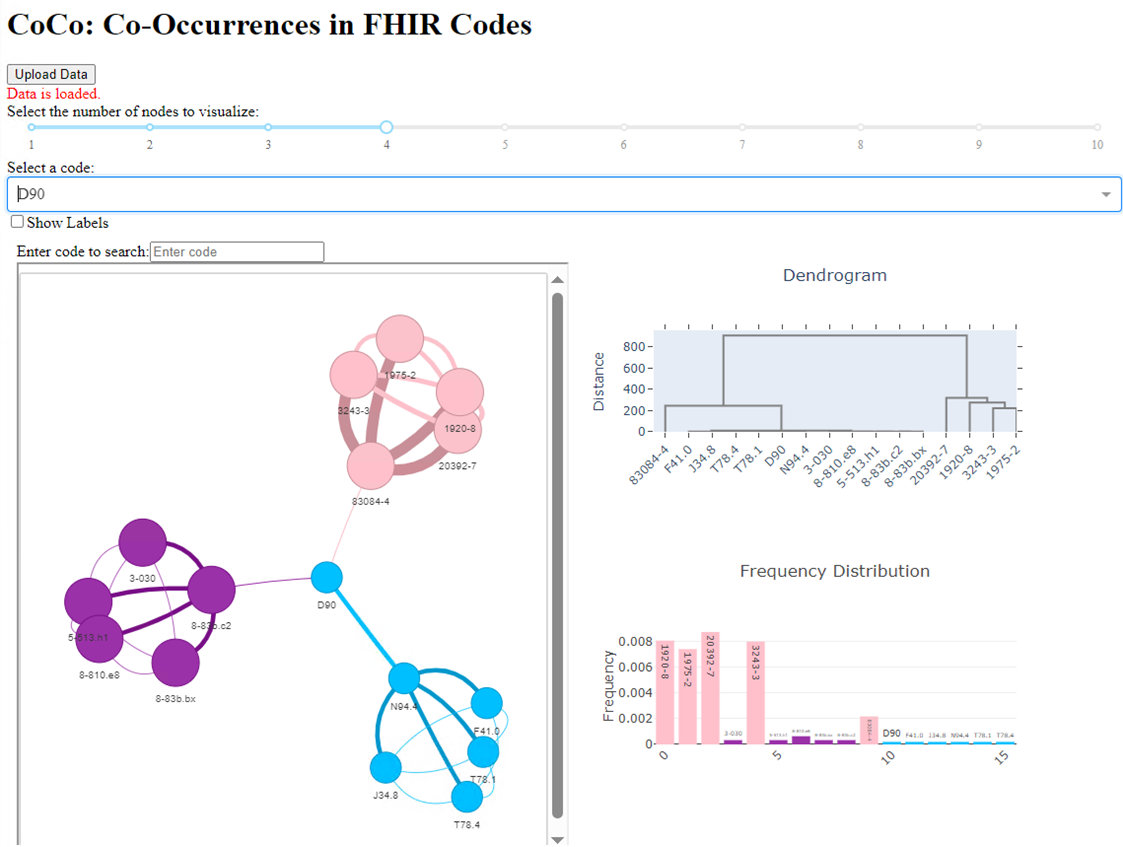 CoCo: Co-Occurrences in FHIR Codes
Upload Data
Data is loaded.
Select the number of nodes to visualize:
1 2 3 4 5 6 7 8 9 10
Select a code:
D90
Show Labels
Enter code to search: Enter code
1975-2
3243-3
1920-8
20392-7
83084-4
3-030
D90
5-513.h1
8-83b.c2
8-810.e8
8-83b.bx
N94.4
F41.0
T78.1
J34.8
T78.4
Dendrogram
Distance
800
600
400
200
0
83084-4 F41.0 J34.8 T78.4 T78.1 D90 N94.4 3-030 8-810.e8 5-513.h1 8-83b.c2 8-83b.bx 20392-7 1920-8 3243-3 1975-2
Frequency Distribution
Frequency
0.008
0.006
0.004
0.002
0
1920-8 1975-2 20392-7 3-030 3243-3 D90 F41.0 J34.8 N94.4 T78.1 T78.4
0 5 10 15